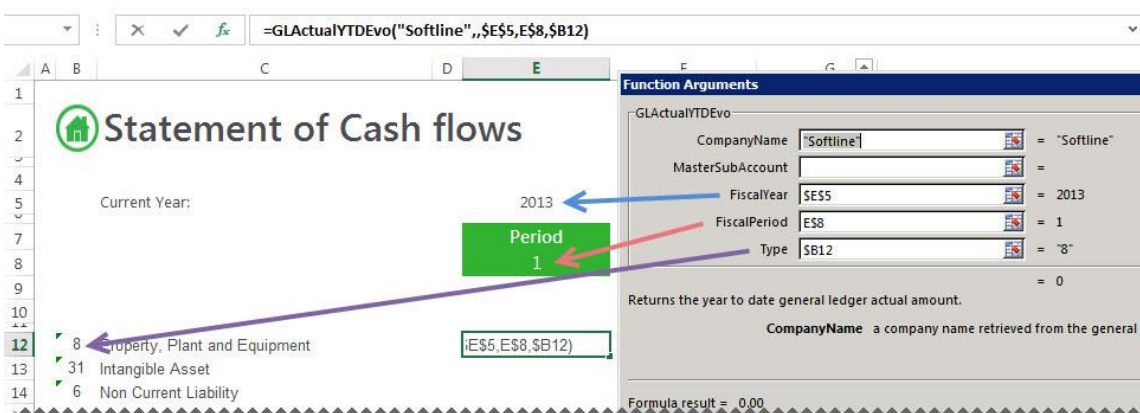 fx =GLActualYTDEvo("Softline",,$E$5,E$8,$B12)
A B C D E F G
Function Arguments
1
GLActualYTDEvo
2 Statement of Cash flows
CompanyName "Softline" = "Softline"
MasterSubAccount =
4
5 Current Year: 2013
FiscalYear $E$5 = 2013
FiscalPeriod E$8 = 1
7 Period
Type $B12 = "8"
8 1
= 0
9
Returns the year to date general ledger actual amount.
10
CompanyName a company name retrieved from the general
12 8 Property, Plant and Equipment $E$5,E$8,$B12)
13 31 Intangible Asset
14 6 Non Current Liability
Formula result = 0.00